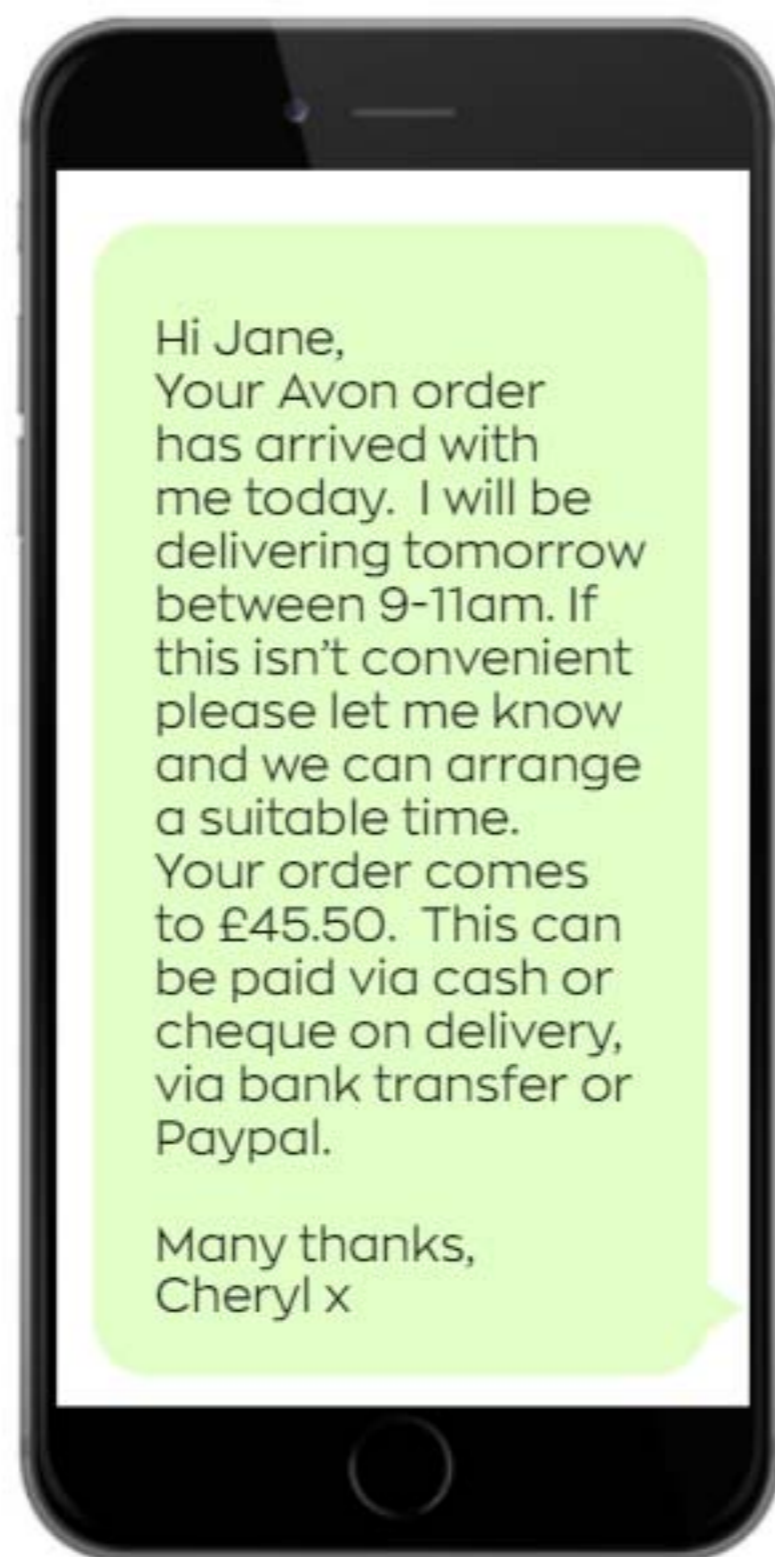 Hi Jane,
Your Avon order
has arrived with
me today.  I will be
delivering tomorrow
between 9-11am. If
this isn't convenient
please let me know
and we can arrange
a suitable time.
Your order comes
to £45.50.  This can
be paid via cash or
cheque on delivery,
via bank transfer or
Paypal.

Many thanks,
Cheryl x